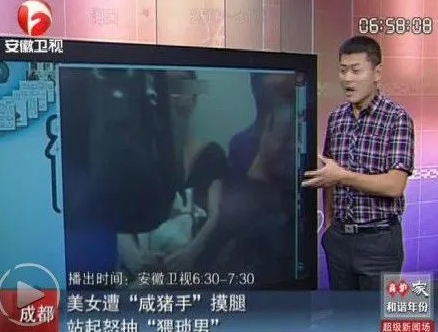 安徽卫视
06:58:08
播出时间：安徽卫视6:30-7:30
成都
美女遭“咸猪手”摸腿
站起怒抽“猥琐男”
家
和谐年份
超级新闻场